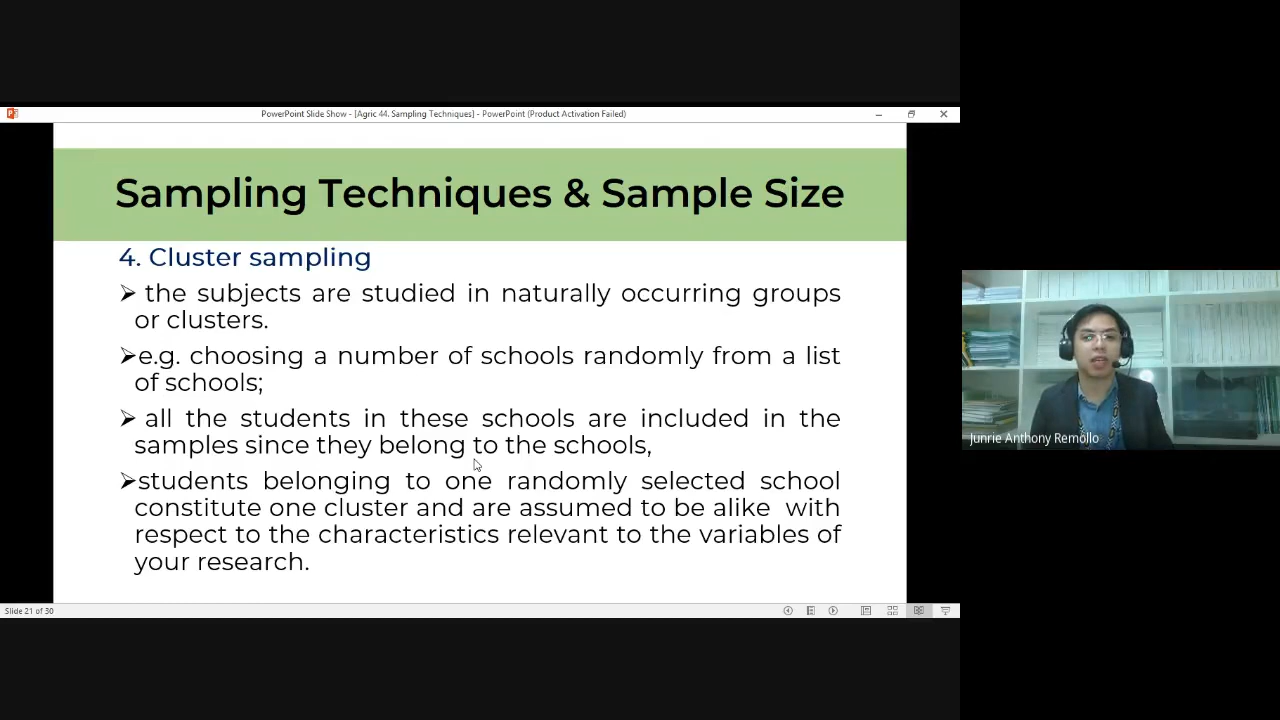 PowerPoint Slide Show - [Agric 44. Sampling Techniques] - PowerPoint (Product Activation Failed)
Sampling Techniques & Sample Size
4. Cluster sampling
➢ the subjects are studied in naturally occurring groups
or clusters.
➢e.g. choosing a number of schools randomly from a list
of schools;
➢ all the students in these schools are included in the
samples since they belong to the schools,
➢students belonging to one randomly selected school
constitute one cluster and are assumed to be alike with
respect to the characteristics relevant to the variables of
your research.
Slide 21 of 30
Junrie Anthony Remollo